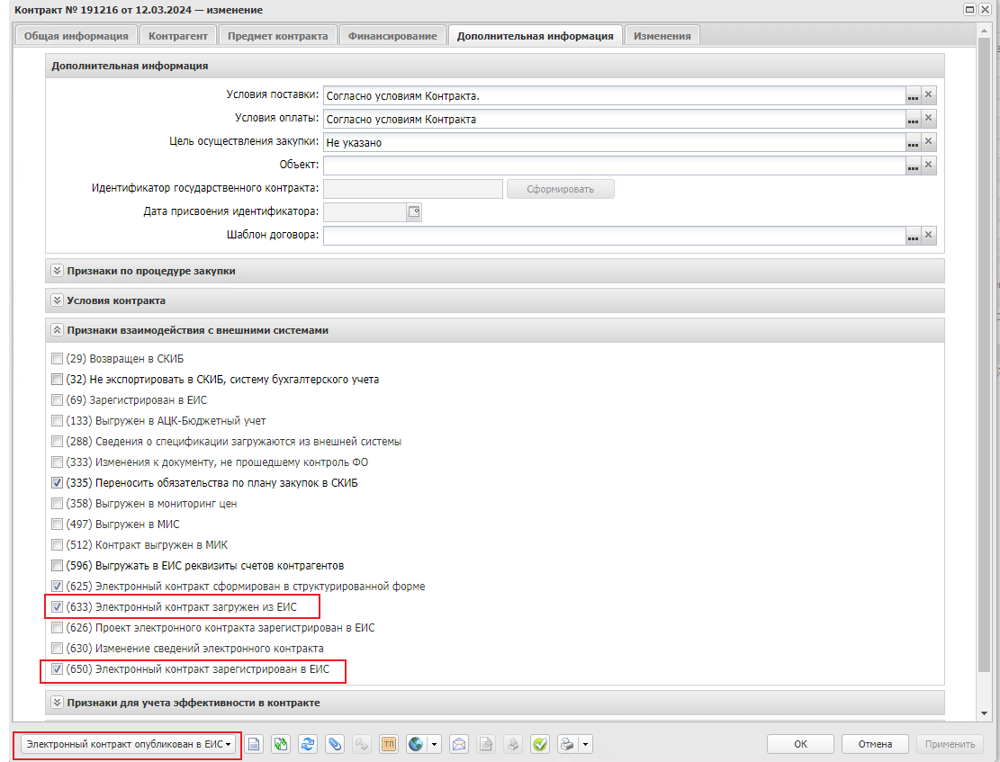 Контракт № 191216 от 12.03.2024 — изменение
Общая информация Контрагент Предмет контракта Финансирование Дополнительная информация Изменения
Дополнительная информация
Условия поставки: Согласно условиям Контракта.
Условия оплаты: Согласно условиям Контракта
Цель осуществления закупки: Не указано
Объект:
Идентификатор государственного контракта: Сформировать
Дата присвоения идентификатора:
Шаблон договора:
Признаки по процедуре закупки
Условия контракта
Признаки взаимодействия с внешними системами
(29) Возвращен в СКИБ
(32) Не экспортировать в СКИБ, систему бухгалтерского учета
(69) Зарегистрирован в ЕИС
(133) Выгружен в АЦК-Бюджетный учет
(288) Сведения о спецификации загружаются из внешней системы
(333) Изменения к документу, не прошедшему контроль ФО
(335) Переносить обязательства по плану закупок в СКИБ
(358) Выгружен в мониторинг цен
(497) Выгружен в МИС
(512) Контракт выгружен в МИК
(596) Выгружать в ЕИС реквизиты счетов контрагентов
(625) Электронный контракт сформирован в структурированной форме
(633) Электронный контракт загружен из ЕИС
(626) Проект электронного контракта зарегистрирован в ЕИС
(630) Изменение сведений электронного контракта
(650) Электронный контракт зарегистрирован в ЕИС
Признаки для учета эффективности в контракте
Электронный контракт опубликован в ЕИС ТП ОК Отмена Применить